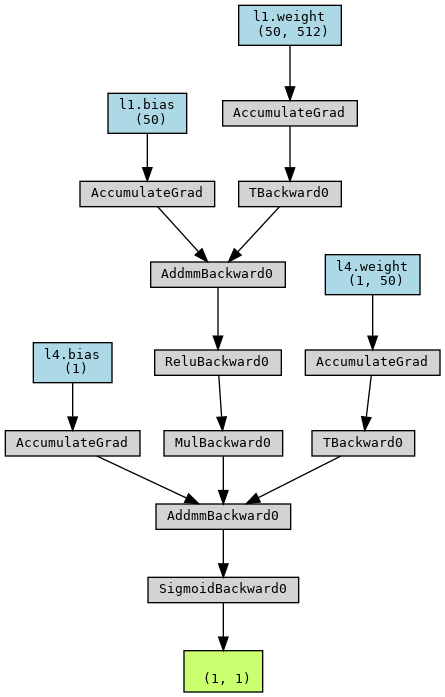 l1.weight
(50, 512)
l1.bias
(50)
AccumulateGrad
AccumulateGrad
TBackward0
AddmmBackward0
l4.weight
(1, 50)
l4.bias
(1)
ReluBackward0
AccumulateGrad
AccumulateGrad
MulBackward0
TBackward0
AddmmBackward0
SigmoidBackward0
(1, 1)